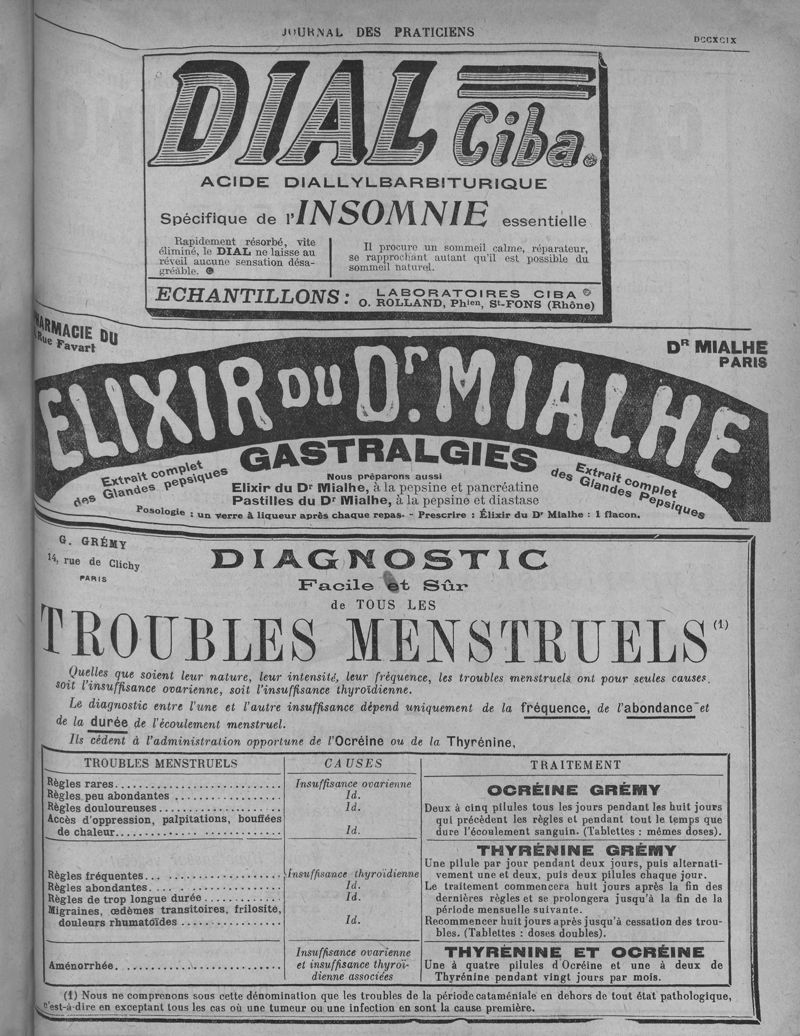 JOURNAL DES PRATICIENS
DCCXCIX
DIAL Ciba.
ACIDE DIALLYLBARBITURIQUE
Spécifique de l'INSOMNIE essentielle
Rapidement résorbé, vite
éliminé, le DIAL ne laisse au
réveil aucune sensation désa-
gréable.
Il procure un sommeil calme, réparateur,
se rapprochant autant qu'il est possible du
sommeil naturel.
ECHANTILLONS : LABORATOIRES CIBA
O. ROLLAND, Phien, St-FONS (Rhône)
PHARMACIE DU
Rue Favart
DR MIALHE
PARIS
ELIXIR DU Dr. MIALHE
GASTRALGIES
Extrait complet
des Glandes pepsiques
Nous préparons aussi
Elixir du Dr Mialhe, à la pepsine et pancréatine
Pastilles du Dr Mialhe, à la pepsine et diastase
Extrait complet
des Glandes Pepsiques
Posologie : un verre à liqueur après chaque repas. - Prescrire : Élixir du Dr Mialhe : 1 flacon.
G. GRÉMY
14, rue de Clichy
PARIS
DIAGNOSTIC
Facile et Sûr
de TOUS LES
TROUBLES MENSTRUELS (1)
Quelles que soient leur nature, leur intensité, leur fréquence, les troubles menstruels ont pour seules causes,
soit l'insuffisance ovarienne, soit l'insuffisance thyroïdienne.
Le diagnostic entre l'une et l'autre insuffisance dépend uniquement de la fréquence, de l'abondance et
de la durée de l'écoulement menstruel.
Ils cèdent à l'administration opportune de l'Ocréine ou de la Thyrénine,
TROUBLES MENSTRUELS CAUSES TRAITEMENT
Règles rares Insuffisance ovarienne
Règles peu abondantes Id.
Règles douloureuses Id.
Accès d'oppression, palpitations, bouffées
de chaleur Id.
OCRÉINE GRÉMY
Deux à cinq pilules tous les jours pendant les huit jours
qui précèdent les règles et pendant tout le temps que
dure l'écoulement sanguin. (Tablettes : mêmes doses).
Règles fréquentes Insuffisance thyroïdienne
Règles abondantes Id.
Règles de trop longue durée Id.
Migraines, œdèmes transitoires, frilosité,
douleurs rhumatoïdes Id.
THYRÉNINE GRÉMY
Une pilule par jour pendant deux jours, puis alternati-
vement une et deux, puis deux pilules chaque jour.
Le traitement commencera huit jours après la fin des
dernières règles et se prolongera jusqu'à la fin de la
période mensuelle suivante.
Recommencer huit jours après jusqu'à cessation des trou-
bles. (Tablettes : doses doubles).
Aménorrhée
Insuffisance ovarienne
et insuffisance thyroï-
dienne associées
THYRÉNINE ET OCRÉINE
Une à quatre pilules d'Ocréine et une à deux de
Thyrénine pendant vingt jours par mois.
(1) Nous ne comprenons sous cette dénomination que les troubles de la période cataméniale en dehors de tout état pathologique,
c'est-à-dire en exceptant tous les cas où une tumeur ou une infection en sont la cause première.